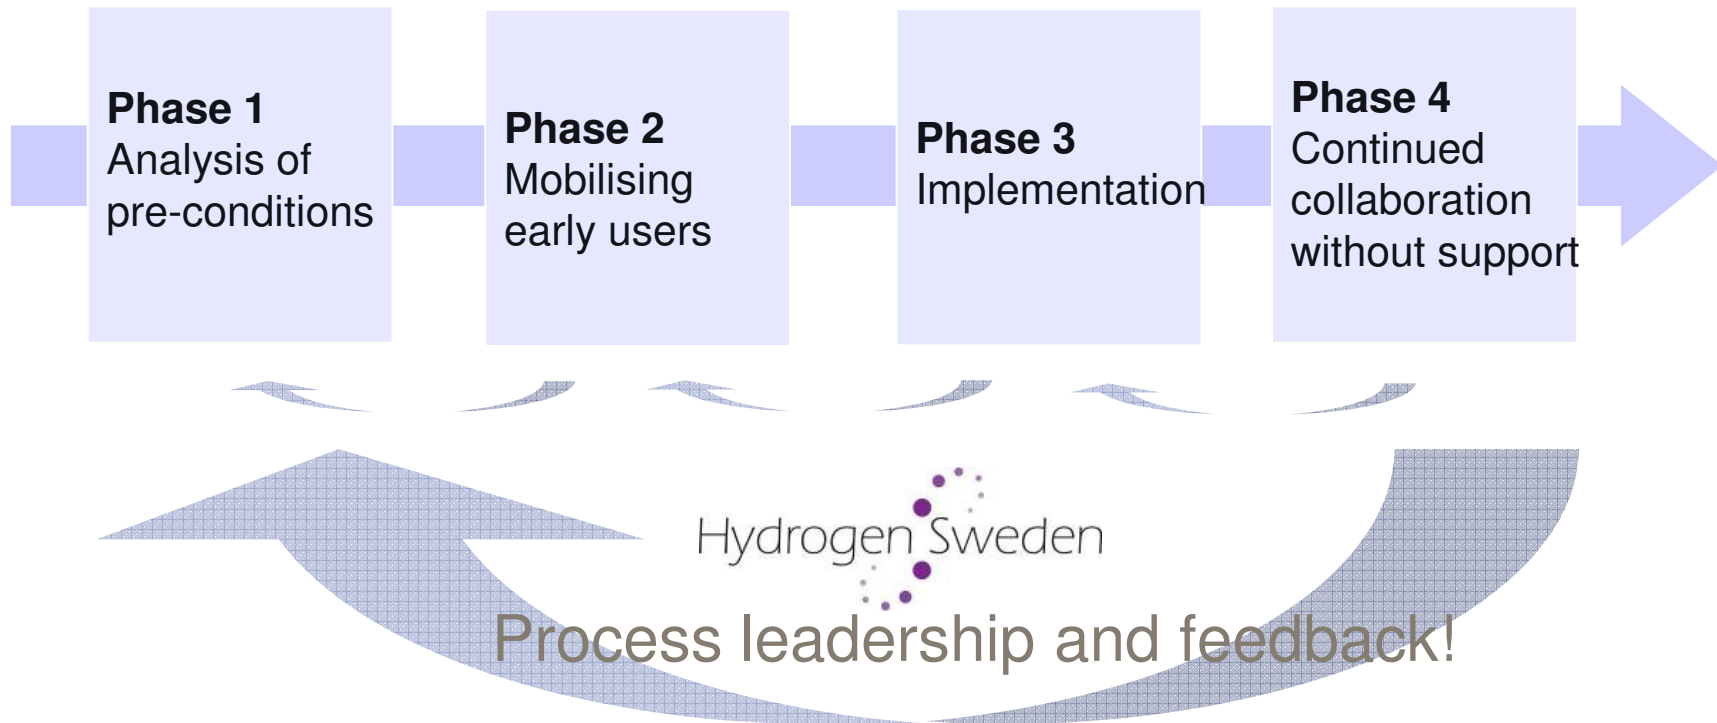 Phase 1
Analysis of
pre-conditions
Phase 2
Mobilising
early users
Phase 3
Implementation
Phase 4
Continued
collaboration
without support
Hydrogen Sweden
Process leadership and feedback!